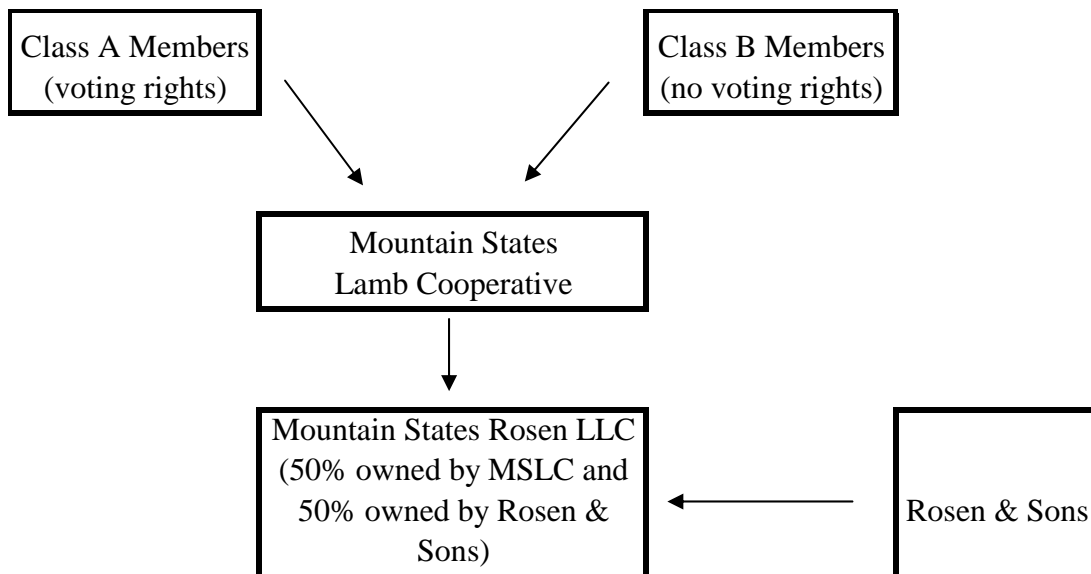 Class A Members
(voting rights)
Class B Members
(no voting rights)
Mountain States
Lamb Cooperative
Mountain States Rosen LLC
(50% owned by MSLC and
50% owned by Rosen &
Sons)
Rosen & Sons